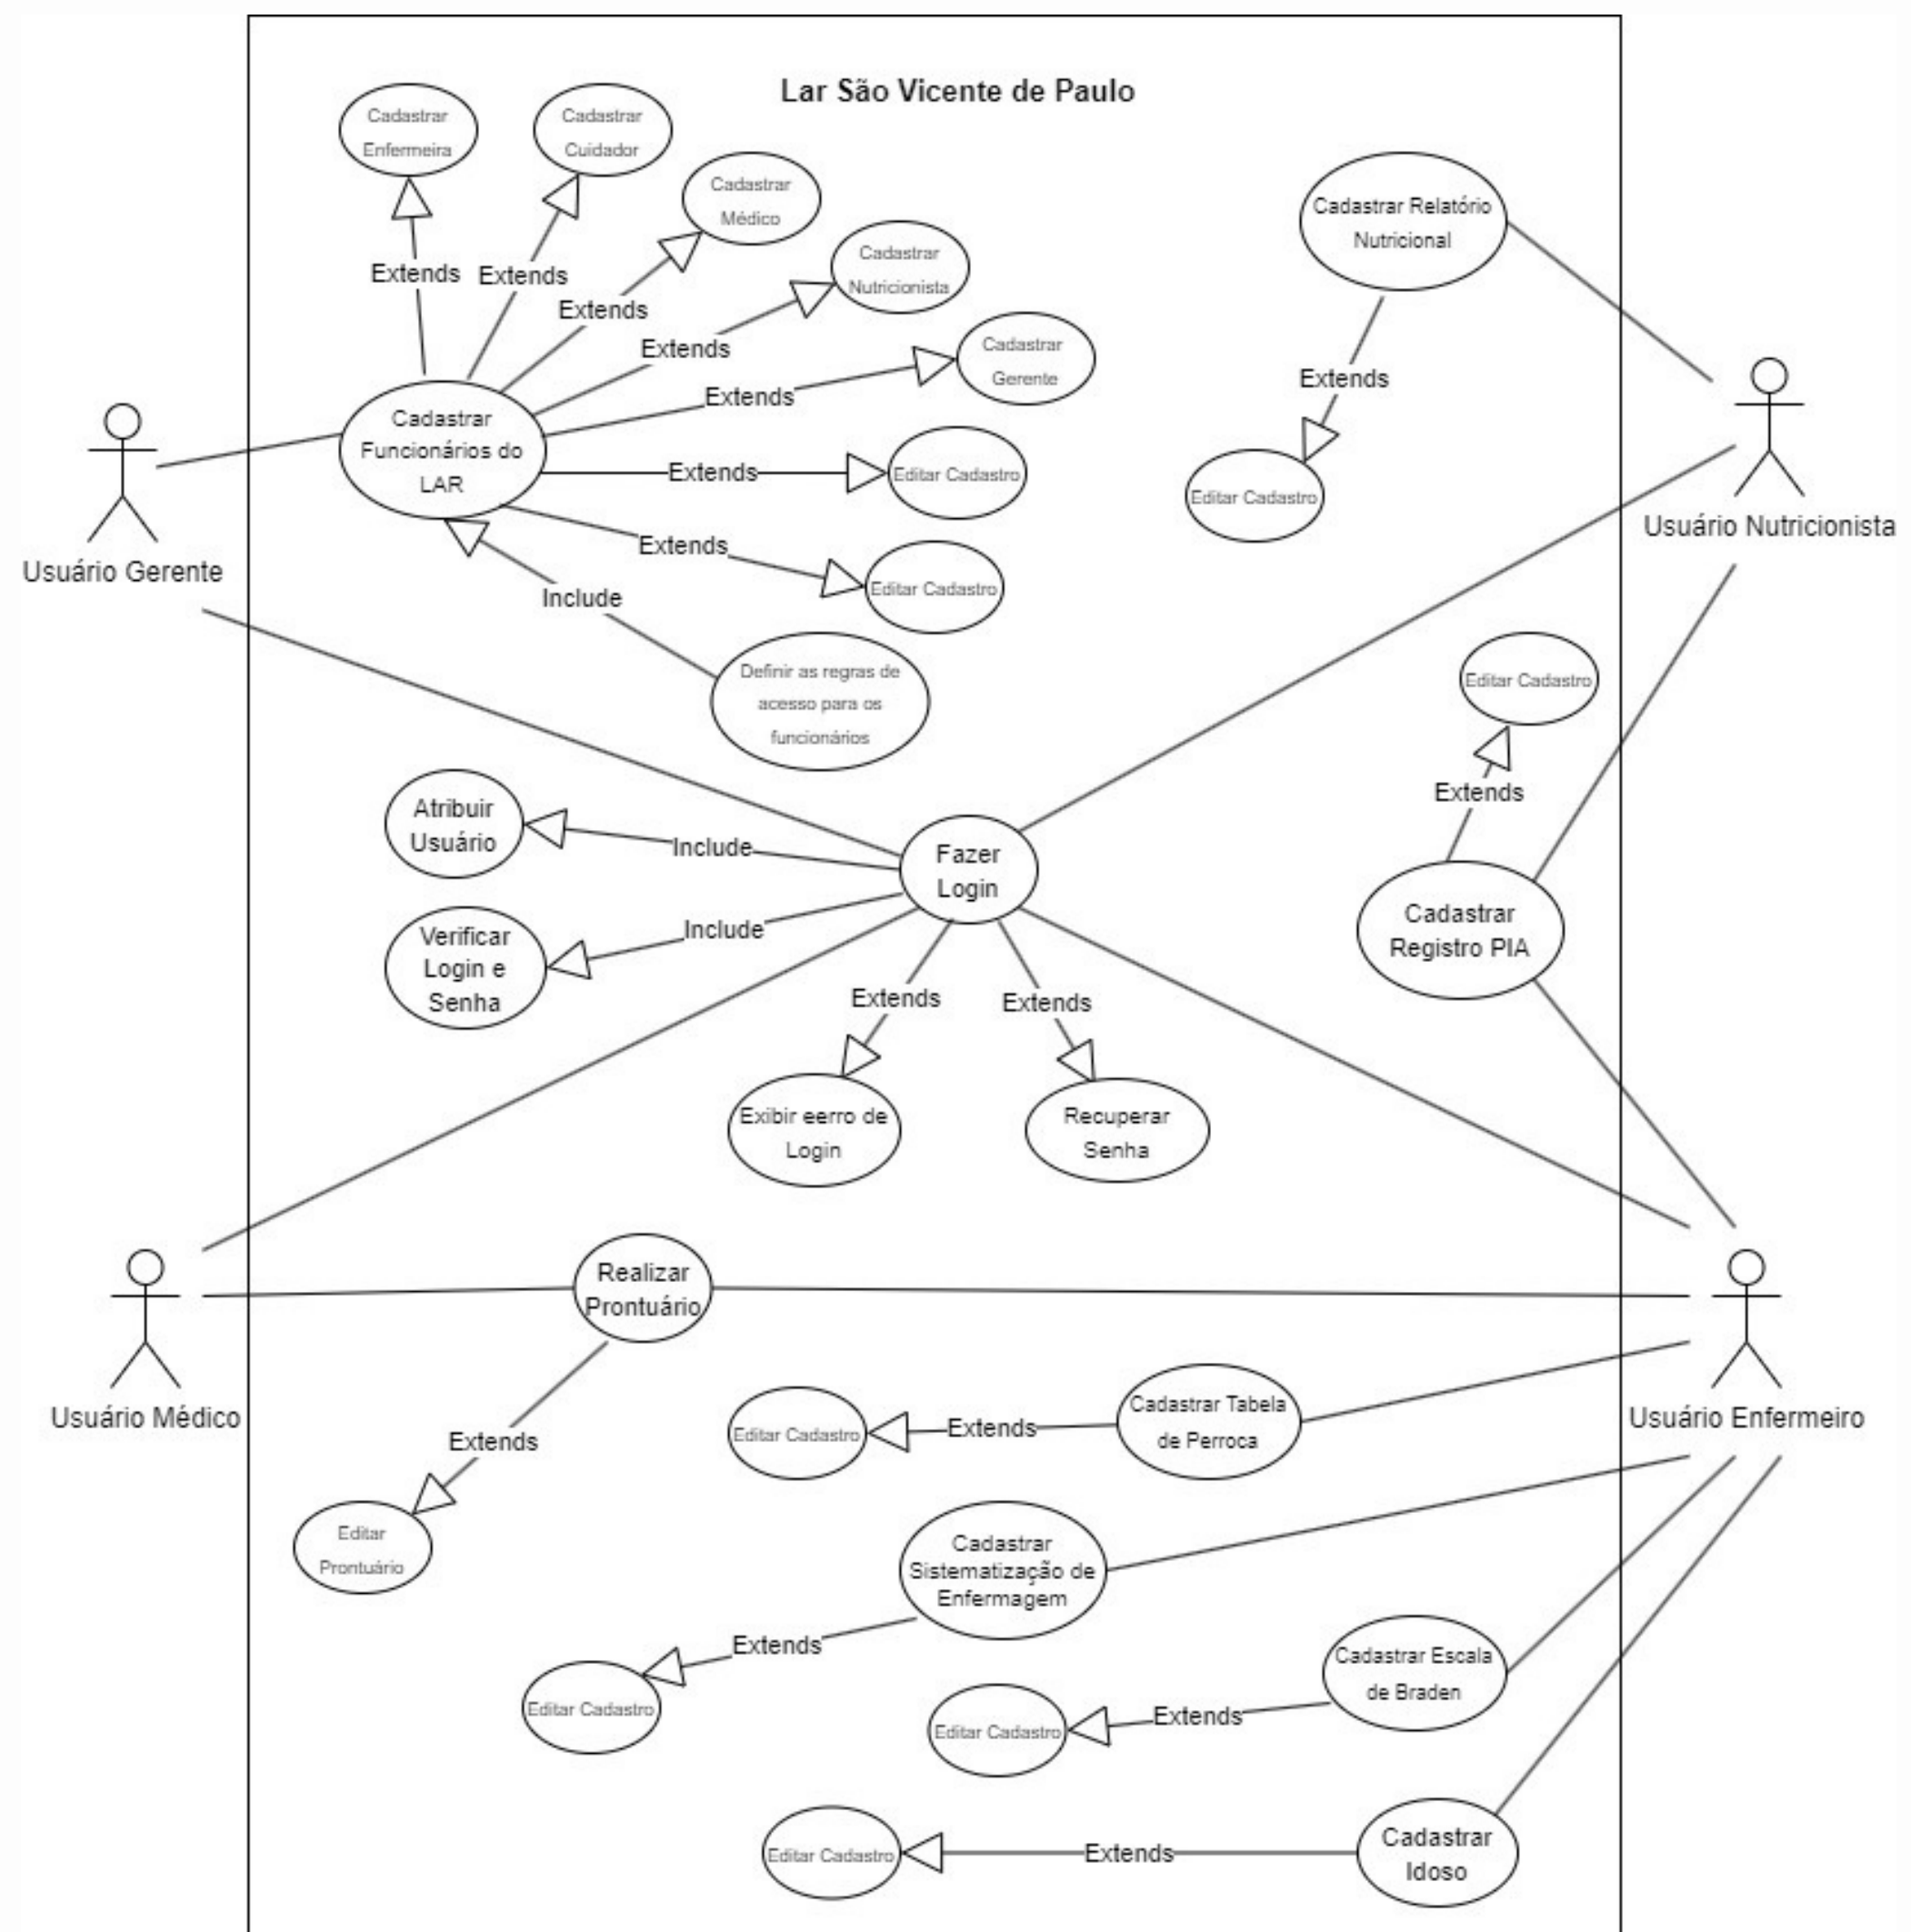 Lar São Vicente de Paulo
Cadastrar
Enfermeira
Cadastrar
Cuidador
Cadastrar
Médico
Cadastrar
Nutricionista
Cadastrar
Gerente
Cadastrar Relatório
Nutricional
Extends
Extends
Extends
Extends
Extends
Extends
Cadastrar
Funcionários do
LAR
Extends
Editar Cadastro
Editar Cadastro
Extends
Editar Cadastro
Include
Usuário Gerente
Usuário Nutricionista
Definir as regras de
acesso para os
funcionários
Editar Cadastro
Extends
Atribuir
Usuário
Include
Fazer
Login
Verificar
Login e
Senha
Include
Cadastrar
Registro PIA
Extends
Extends
Exibir eerro de
Login
Recuperar
Senha
Realizar
Prontuário
Usuário Médico
Usuário Enfermeiro
Extends
Editar
Prontuário
Editar Cadastro
Extends
Cadastrar Tabela
de Perroca
Cadastrar
Sistematização de
Enfermagem
Extends
Editar Cadastro
Cadastrar Escala
de Braden
Extends
Editar Cadastro
Editar Cadastro
Extends
Cadastrar
Idoso